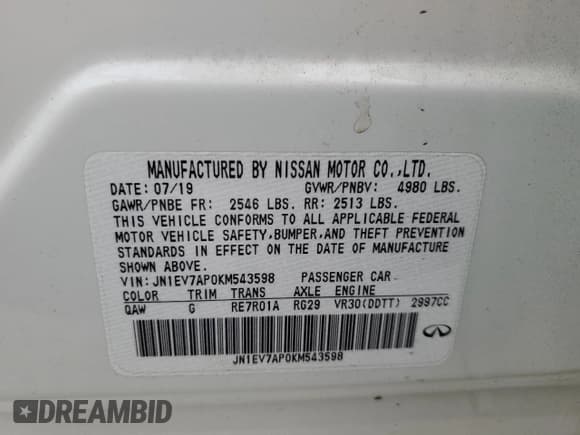 MANUFACTURED BY NISSAN MOTOR CO.,LTD.
DATE: 07/19 GVWR/PNBV: 4980 LBS.
GAWR/PNBE FR: 2546 LBS. RR: 2513 LBS.
THIS VEHICLE CONFORMS TO ALL APPLICABLE FEDERAL
MOTOR VEHICLE SAFETY,BUMPER,AND THEFT PREVENTION
STANDARDS IN EFFECT ON THE DATE OF MANUFACTURE
SHOWN ABOVE.
VIN: JN1EV7AP0KM543598 PASSENGER CAR
COLOR TRIM TRANS AXLE ENGINE
QAW G RE7R01A RG29 VR30(DDTT) 2997CC
JN1EV7AP0KM543598
DREAMBID